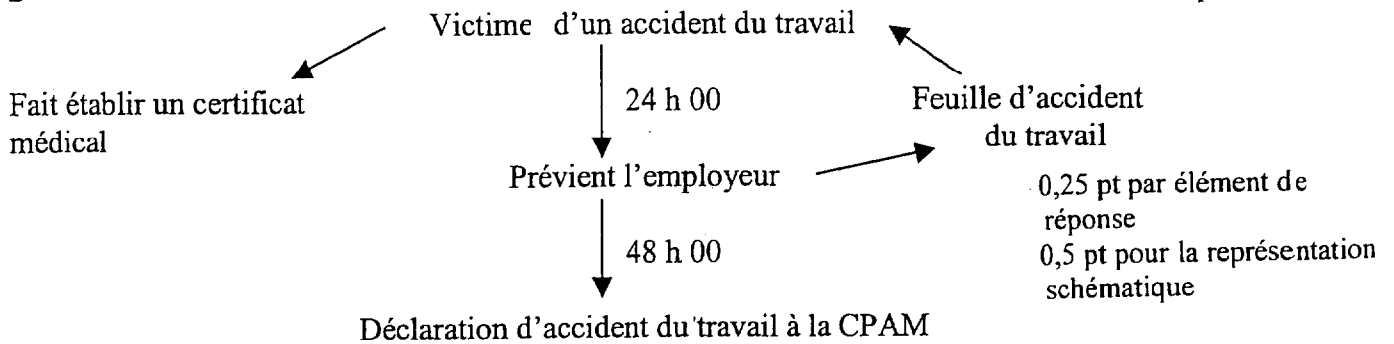 Victime d'un accident du travail
Fait établir un certificat
médical
24 h 00
Feuille d'accident
du travail
Prévient l'employeur
0,25 pt par élément de
réponse
0,5 pt pour la représentation
schématique
48 h 00
Déclaration d'accident du travail à la CPAM